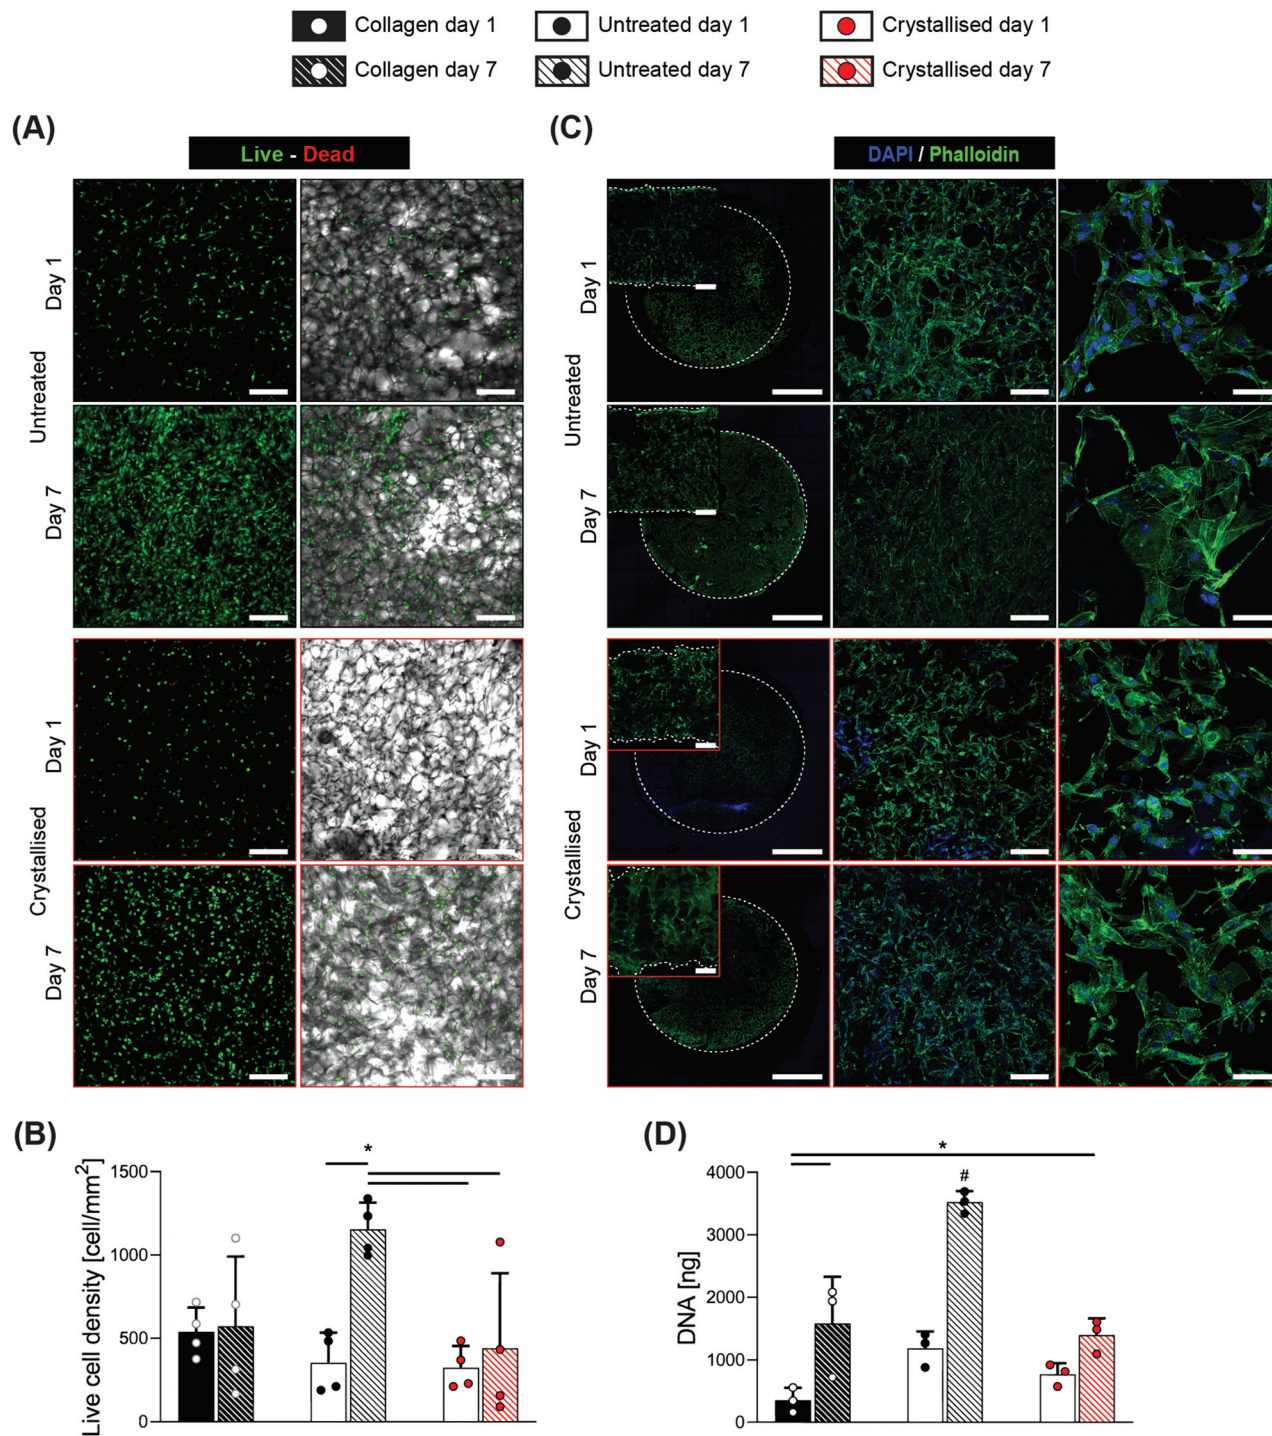 Collagen day 1
Untreated day 1
Crystallised day 1
Collagen day 7
Untreated day 7
Crystallised day 7
(A)
Live - Dead
Untreated
Day 1
Day 7
Crystallised
Day 1
Day 7
(C)
DAPI / Phalloidin
Untreated
Day 1
Day 7
Crystallised
Day 1
Day 7
(B)
Live cell density [cell/mm²]
1500
1000
500
0
*
(D)
DNA [ng]
4000
3000
2000
1000
0
*
#